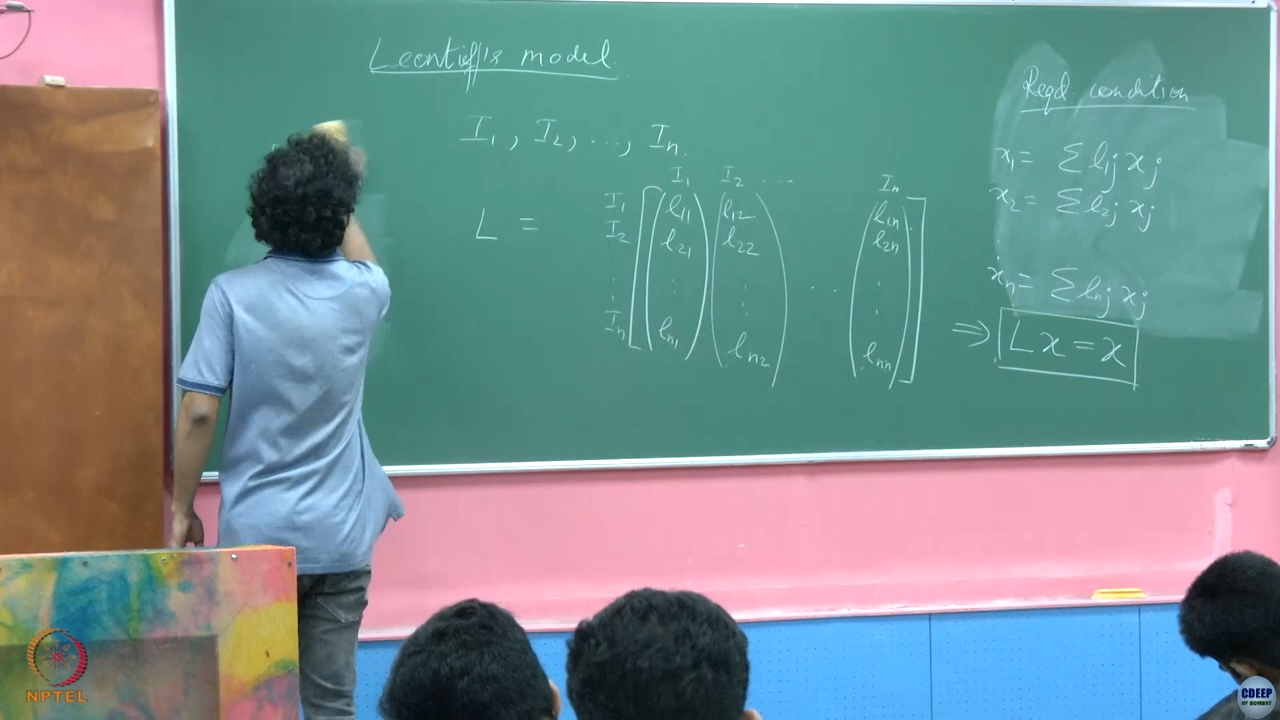 Leontieff's model
I₁, I₂, ..., Iₙ.
L =
I₁ I₂ ... Iₙ
I₁ l₁₁ l₁₂ l₁ₙ
I₂ l₂₁ l₂₂ ... l₂ₙ
Iₙ lₙ₁ lₙ₂ lₙₙ
Reqd. condition
x₁ = Σ l₁ⱼ xⱼ
x₂ = Σ l₂ⱼ xⱼ
xₙ = Σ lₙⱼ xⱼ
⇒ L x = x
NPTEL
CDEEP
IIT BOMBAY